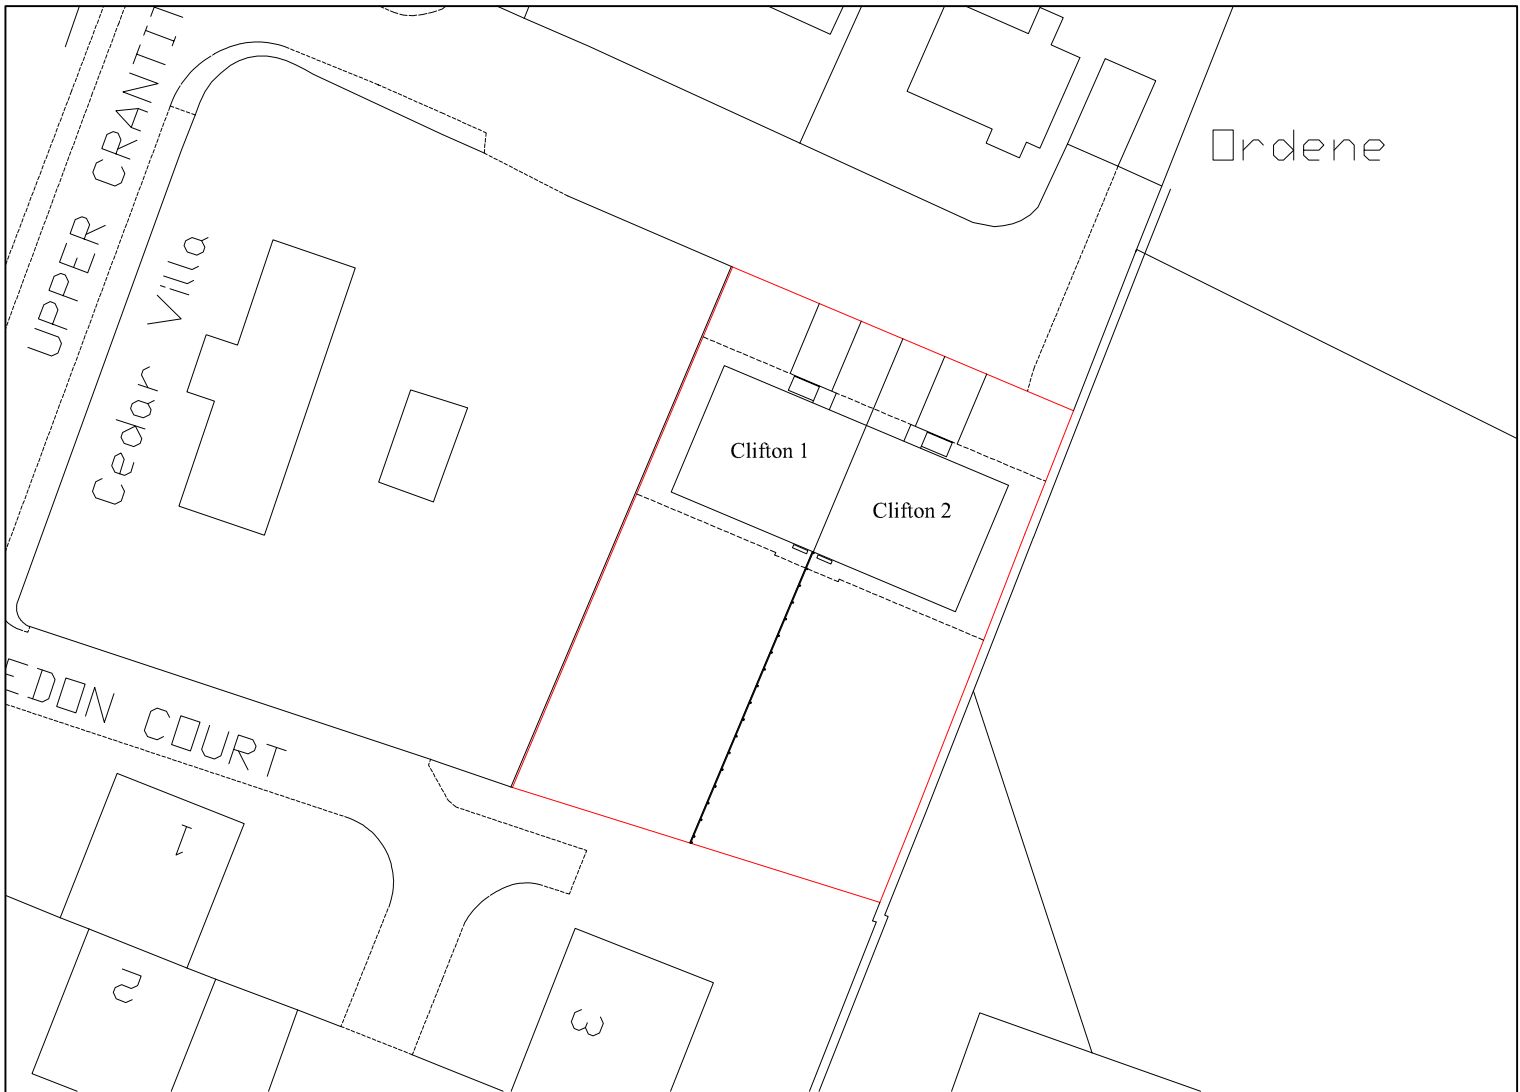 UPPER CRANTI
Ordene
Cedar Villa
Clifton 1
Clifton 2
EDON COURT
1
2
3